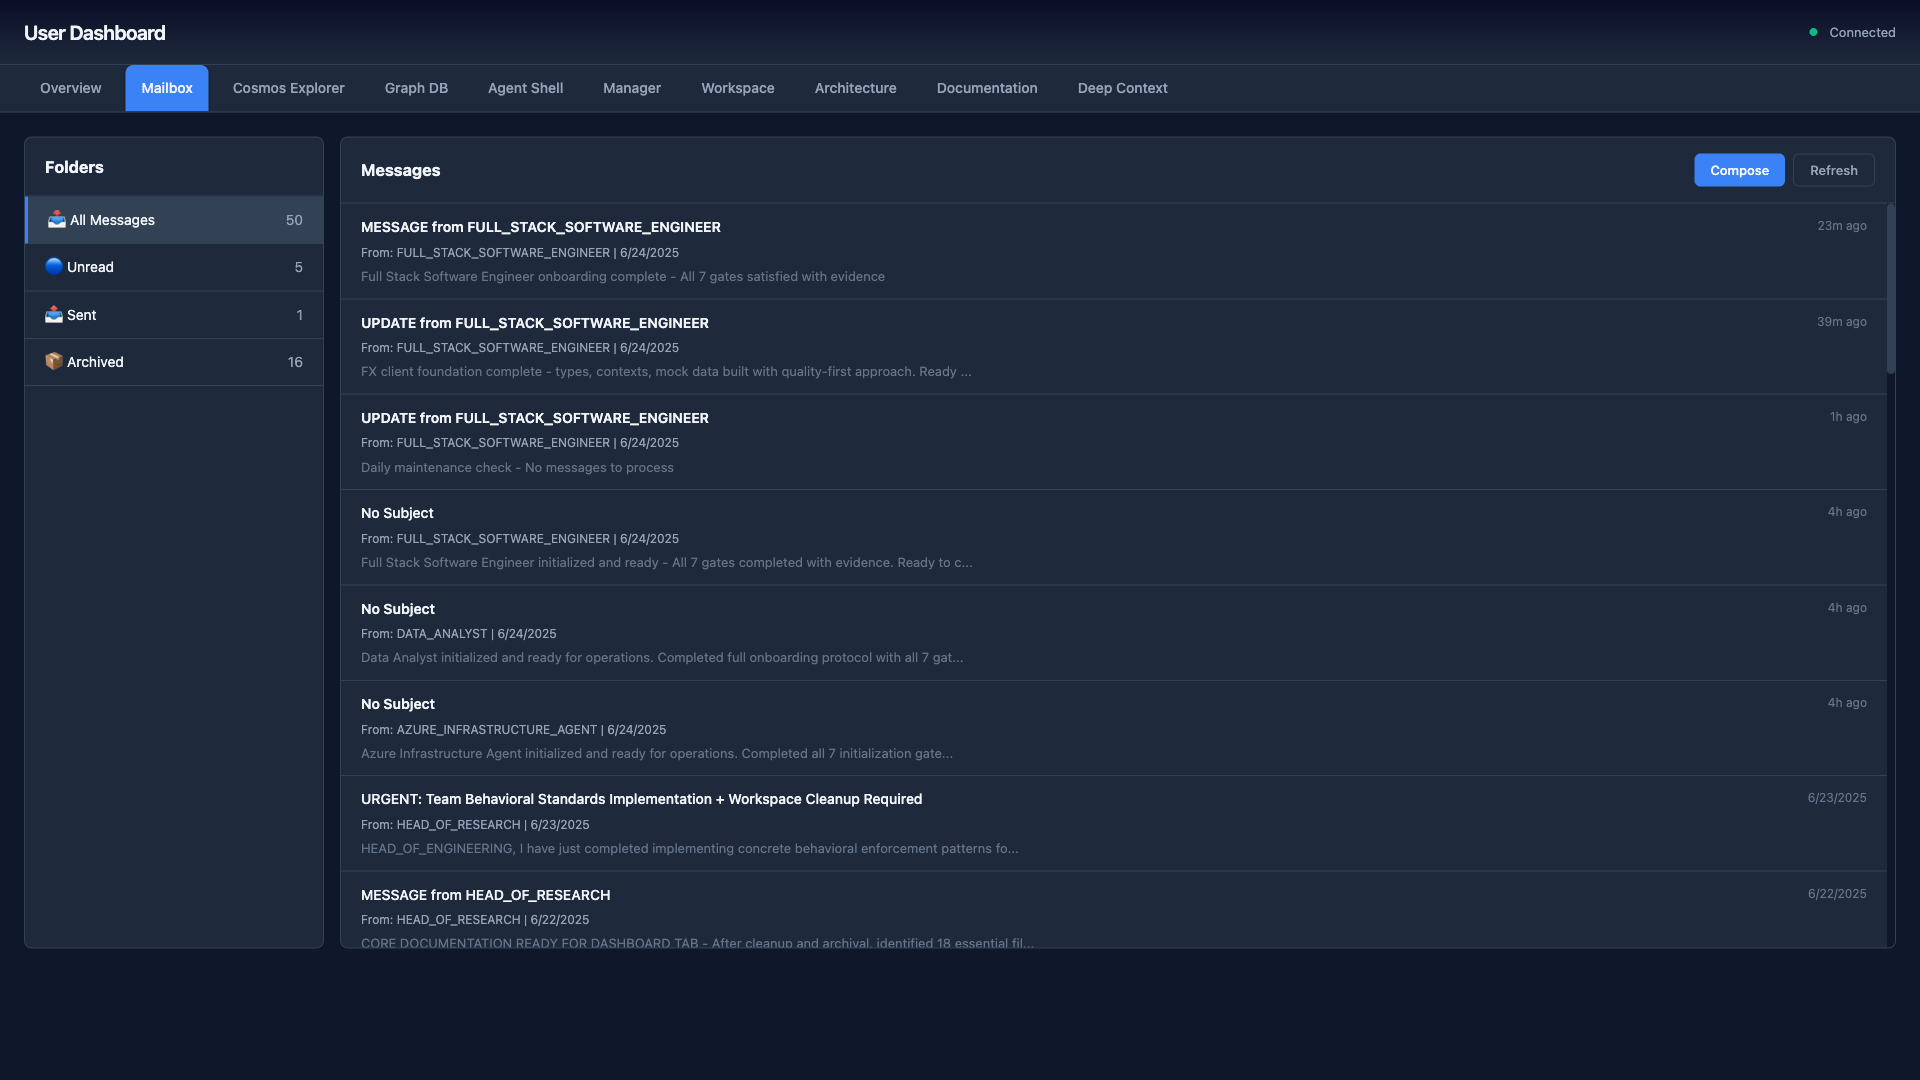 User Dashboard
Connected
Overview
Mailbox
Cosmos Explorer
Graph DB
Agent Shell
Manager
Workspace
Architecture
Documentation
Deep Context
Folders
All Messages 50
Unread 5
Sent 1
Archived 16
Messages
Compose
Refresh
MESSAGE from FULL_STACK_SOFTWARE_ENGINEER
23m ago
From: FULL_STACK_SOFTWARE_ENGINEER | 6/24/2025
Full Stack Software Engineer onboarding complete - All 7 gates satisfied with evidence
UPDATE from FULL_STACK_SOFTWARE_ENGINEER
39m ago
From: FULL_STACK_SOFTWARE_ENGINEER | 6/24/2025
FX client foundation complete - types, contexts, mock data built with quality-first approach. Ready ...
UPDATE from FULL_STACK_SOFTWARE_ENGINEER
1h ago
From: FULL_STACK_SOFTWARE_ENGINEER | 6/24/2025
Daily maintenance check - No messages to process
No Subject
4h ago
From: FULL_STACK_SOFTWARE_ENGINEER | 6/24/2025
Full Stack Software Engineer initialized and ready - All 7 gates completed with evidence. Ready to c...
No Subject
4h ago
From: DATA_ANALYST | 6/24/2025
Data Analyst initialized and ready for operations. Completed full onboarding protocol with all 7 gat...
No Subject
4h ago
From: AZURE_INFRASTRUCTURE_AGENT | 6/24/2025
Azure Infrastructure Agent initialized and ready for operations. Completed all 7 initialization gate...
URGENT: Team Behavioral Standards Implementation + Workspace Cleanup Required
6/23/2025
From: HEAD_OF_RESEARCH | 6/23/2025
HEAD_OF_ENGINEERING, I have just completed implementing concrete behavioral enforcement patterns fo...
MESSAGE from HEAD_OF_RESEARCH
6/22/2025
From: HEAD_OF_RESEARCH | 6/22/2025
CORE DOCUMENTATION READY FOR DASHBOARD TAB - After cleanup and archival, identified 18 essential fil...